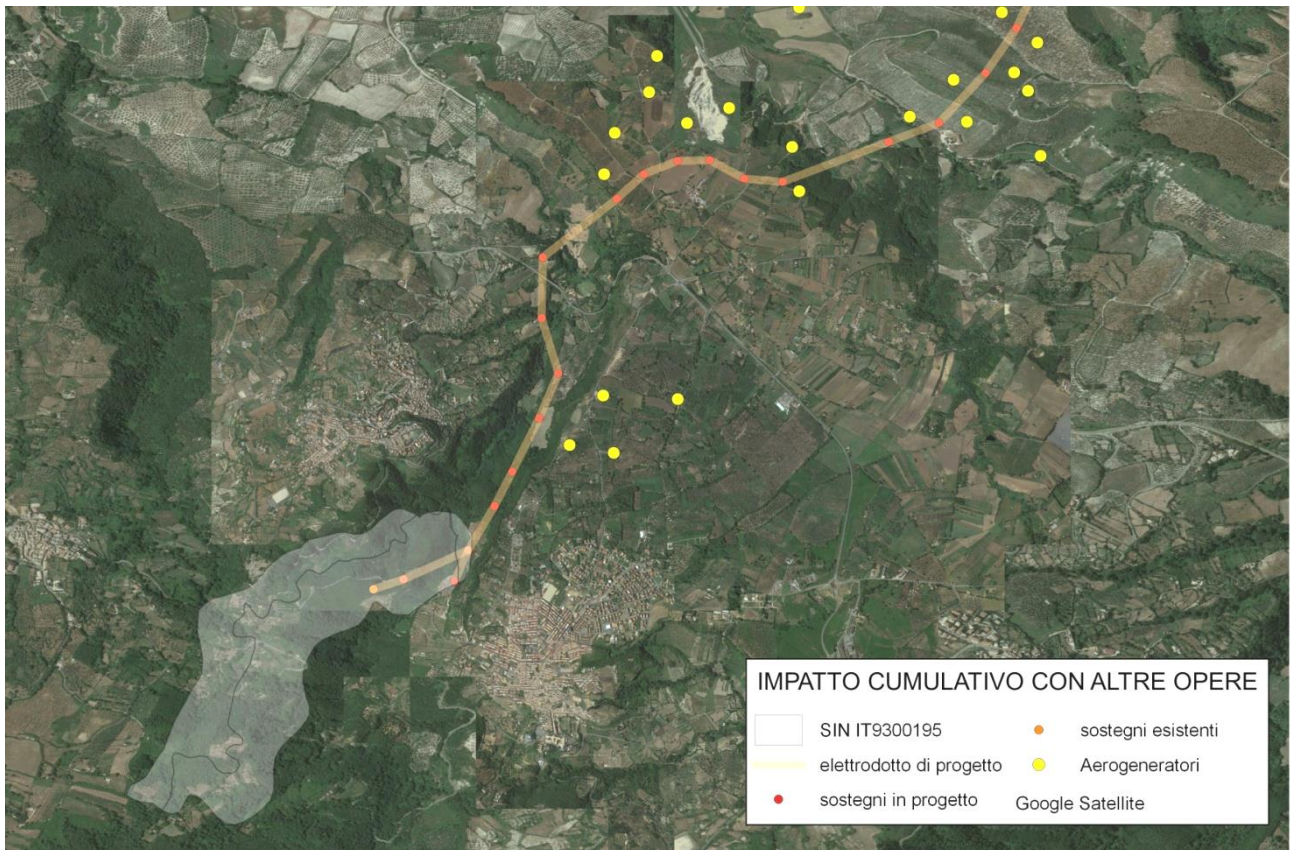 IMPATTO CUMULATIVO CON ALTRE OPERE
SIN IT9300195
sostegni esistenti
elettrodotto di progetto
Aerogeneratori
sostegni in progetto
Google Satellite